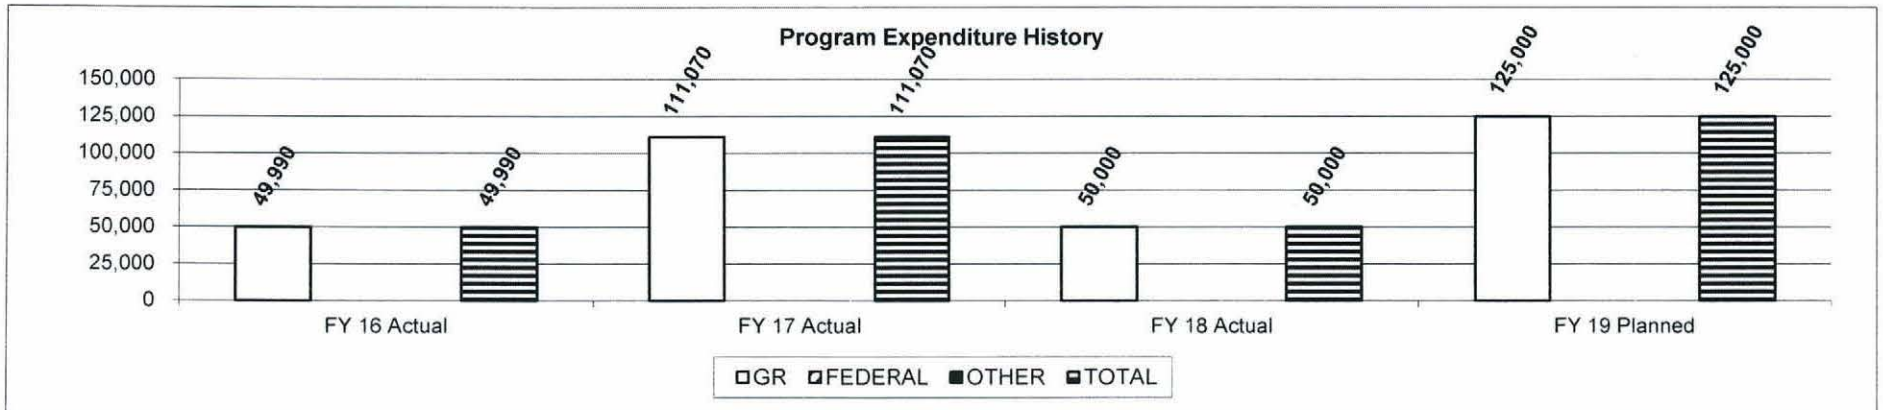 Program Expenditure History
150,000
125,000
100,000
75,000
50,000
25,000
0
49,990
49,990
111,070
111,070
50,000
50,000
125,000
125,000
FY 16 Actual
FY 17 Actual
FY 18 Actual
FY 19 Planned
GR FEDERAL OTHER TOTAL